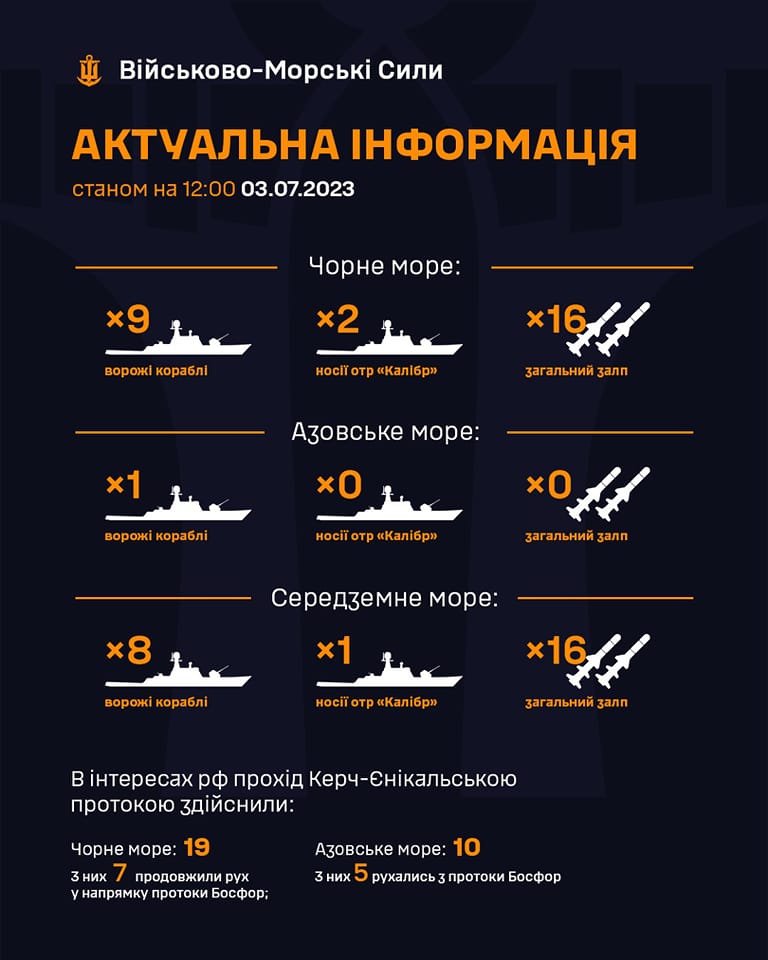 Військово-Морські Сили
АКТУАЛЬНА ІНФОРМАЦІЯ
станом на 12:00 03.07.2023
Чорне море:
×9 ×2 ×16
ворожі кораблі носії отр «Калібр» загальний залп
Азовське море:
×1 ×0 ×0
ворожі кораблі носії отр «Калібр» загальний залп
Середземне море:
×8 ×1 ×16
ворожі кораблі носії отр «Калібр» загальний залп
В інтересах рф прохід Керч-Єнікальською
протокою здійснили:
Чорне море: 19
З них 7 продовжили рух
у напрямку протоки Босфор;
Азовське море: 10
З них 5 рухались з протоки Босфор